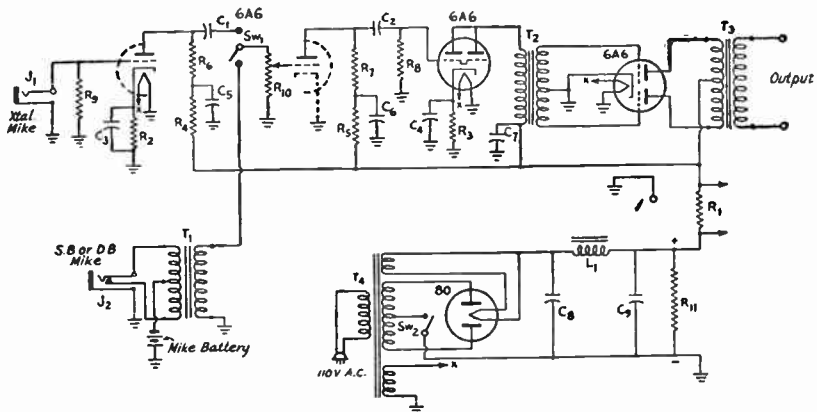 6A6
C1
Sw1
C2
6A6
T2
6A6
T3
J1
Xtal
Mike
R9
C3
R2
R6
C5
R4
R10
R7
C6
R5
R8
C4
R3
x
C7
x
-
Output
S.B or D B
Mike
J2
T1
Mike Battery
T4
110V A.C.
80
Sw2
x
L1
C8
C9
+
R1
R11
-